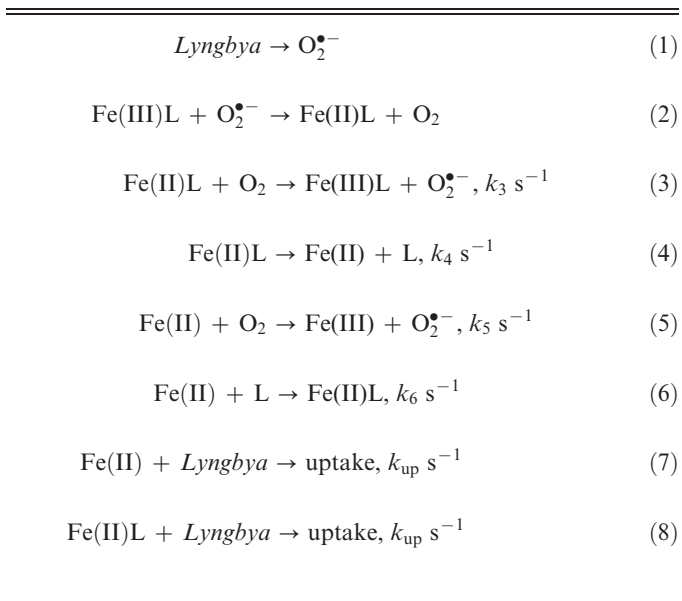 Lyngbya → O₂•⁻ (1)
Fe(III)L + O₂•⁻ → Fe(II)L + O₂ (2)
Fe(II)L + O₂ → Fe(III)L + O₂•⁻, k₃ s⁻¹ (3)
Fe(II)L → Fe(II) + L, k₄ s⁻¹ (4)
Fe(II) + O₂ → Fe(III) + O₂•⁻, k₅ s⁻¹ (5)
Fe(II) + L → Fe(II)L, k₆ s⁻¹ (6)
Fe(II) + Lyngbya → uptake, k_up s⁻¹ (7)
Fe(II)L + Lyngbya → uptake, k_up s⁻¹ (8)